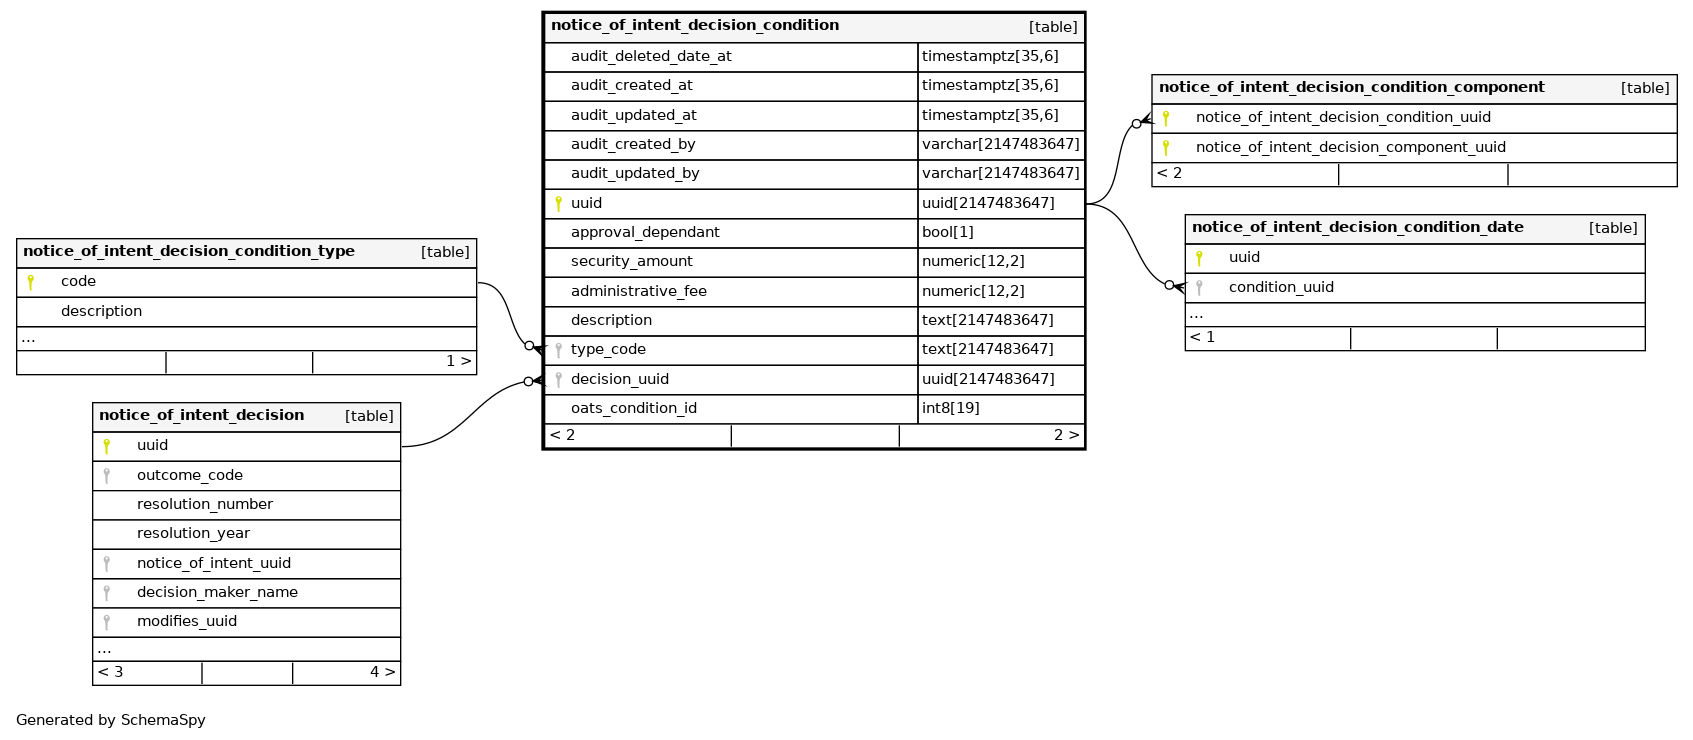 notice_of_intent_decision_condition [table]
audit_deleted_date_at timestamptz[35,6]
audit_created_at timestamptz[35,6]
audit_updated_at timestamptz[35,6]
audit_created_by varchar[2147483647]
audit_updated_by varchar[2147483647]
uuid uuid[2147483647]
approval_dependant bool[1]
security_amount numeric[12,2]
administrative_fee numeric[12,2]
description text[2147483647]
type_code text[2147483647]
decision_uuid uuid[2147483647]
oats_condition_id int8[19]
< 2 2 >
notice_of_intent_decision_condition_component [table]
notice_of_intent_decision_condition_uuid
notice_of_intent_decision_component_uuid
< 2
notice_of_intent_decision_condition_date [table]
uuid
condition_uuid
...
< 1
notice_of_intent_decision_condition_type [table]
code
description
...
1 >
notice_of_intent_decision [table]
uuid
outcome_code
resolution_number
resolution_year
notice_of_intent_uuid
decision_maker_name
modifies_uuid
...
< 3 4 >
Generated by SchemaSpy